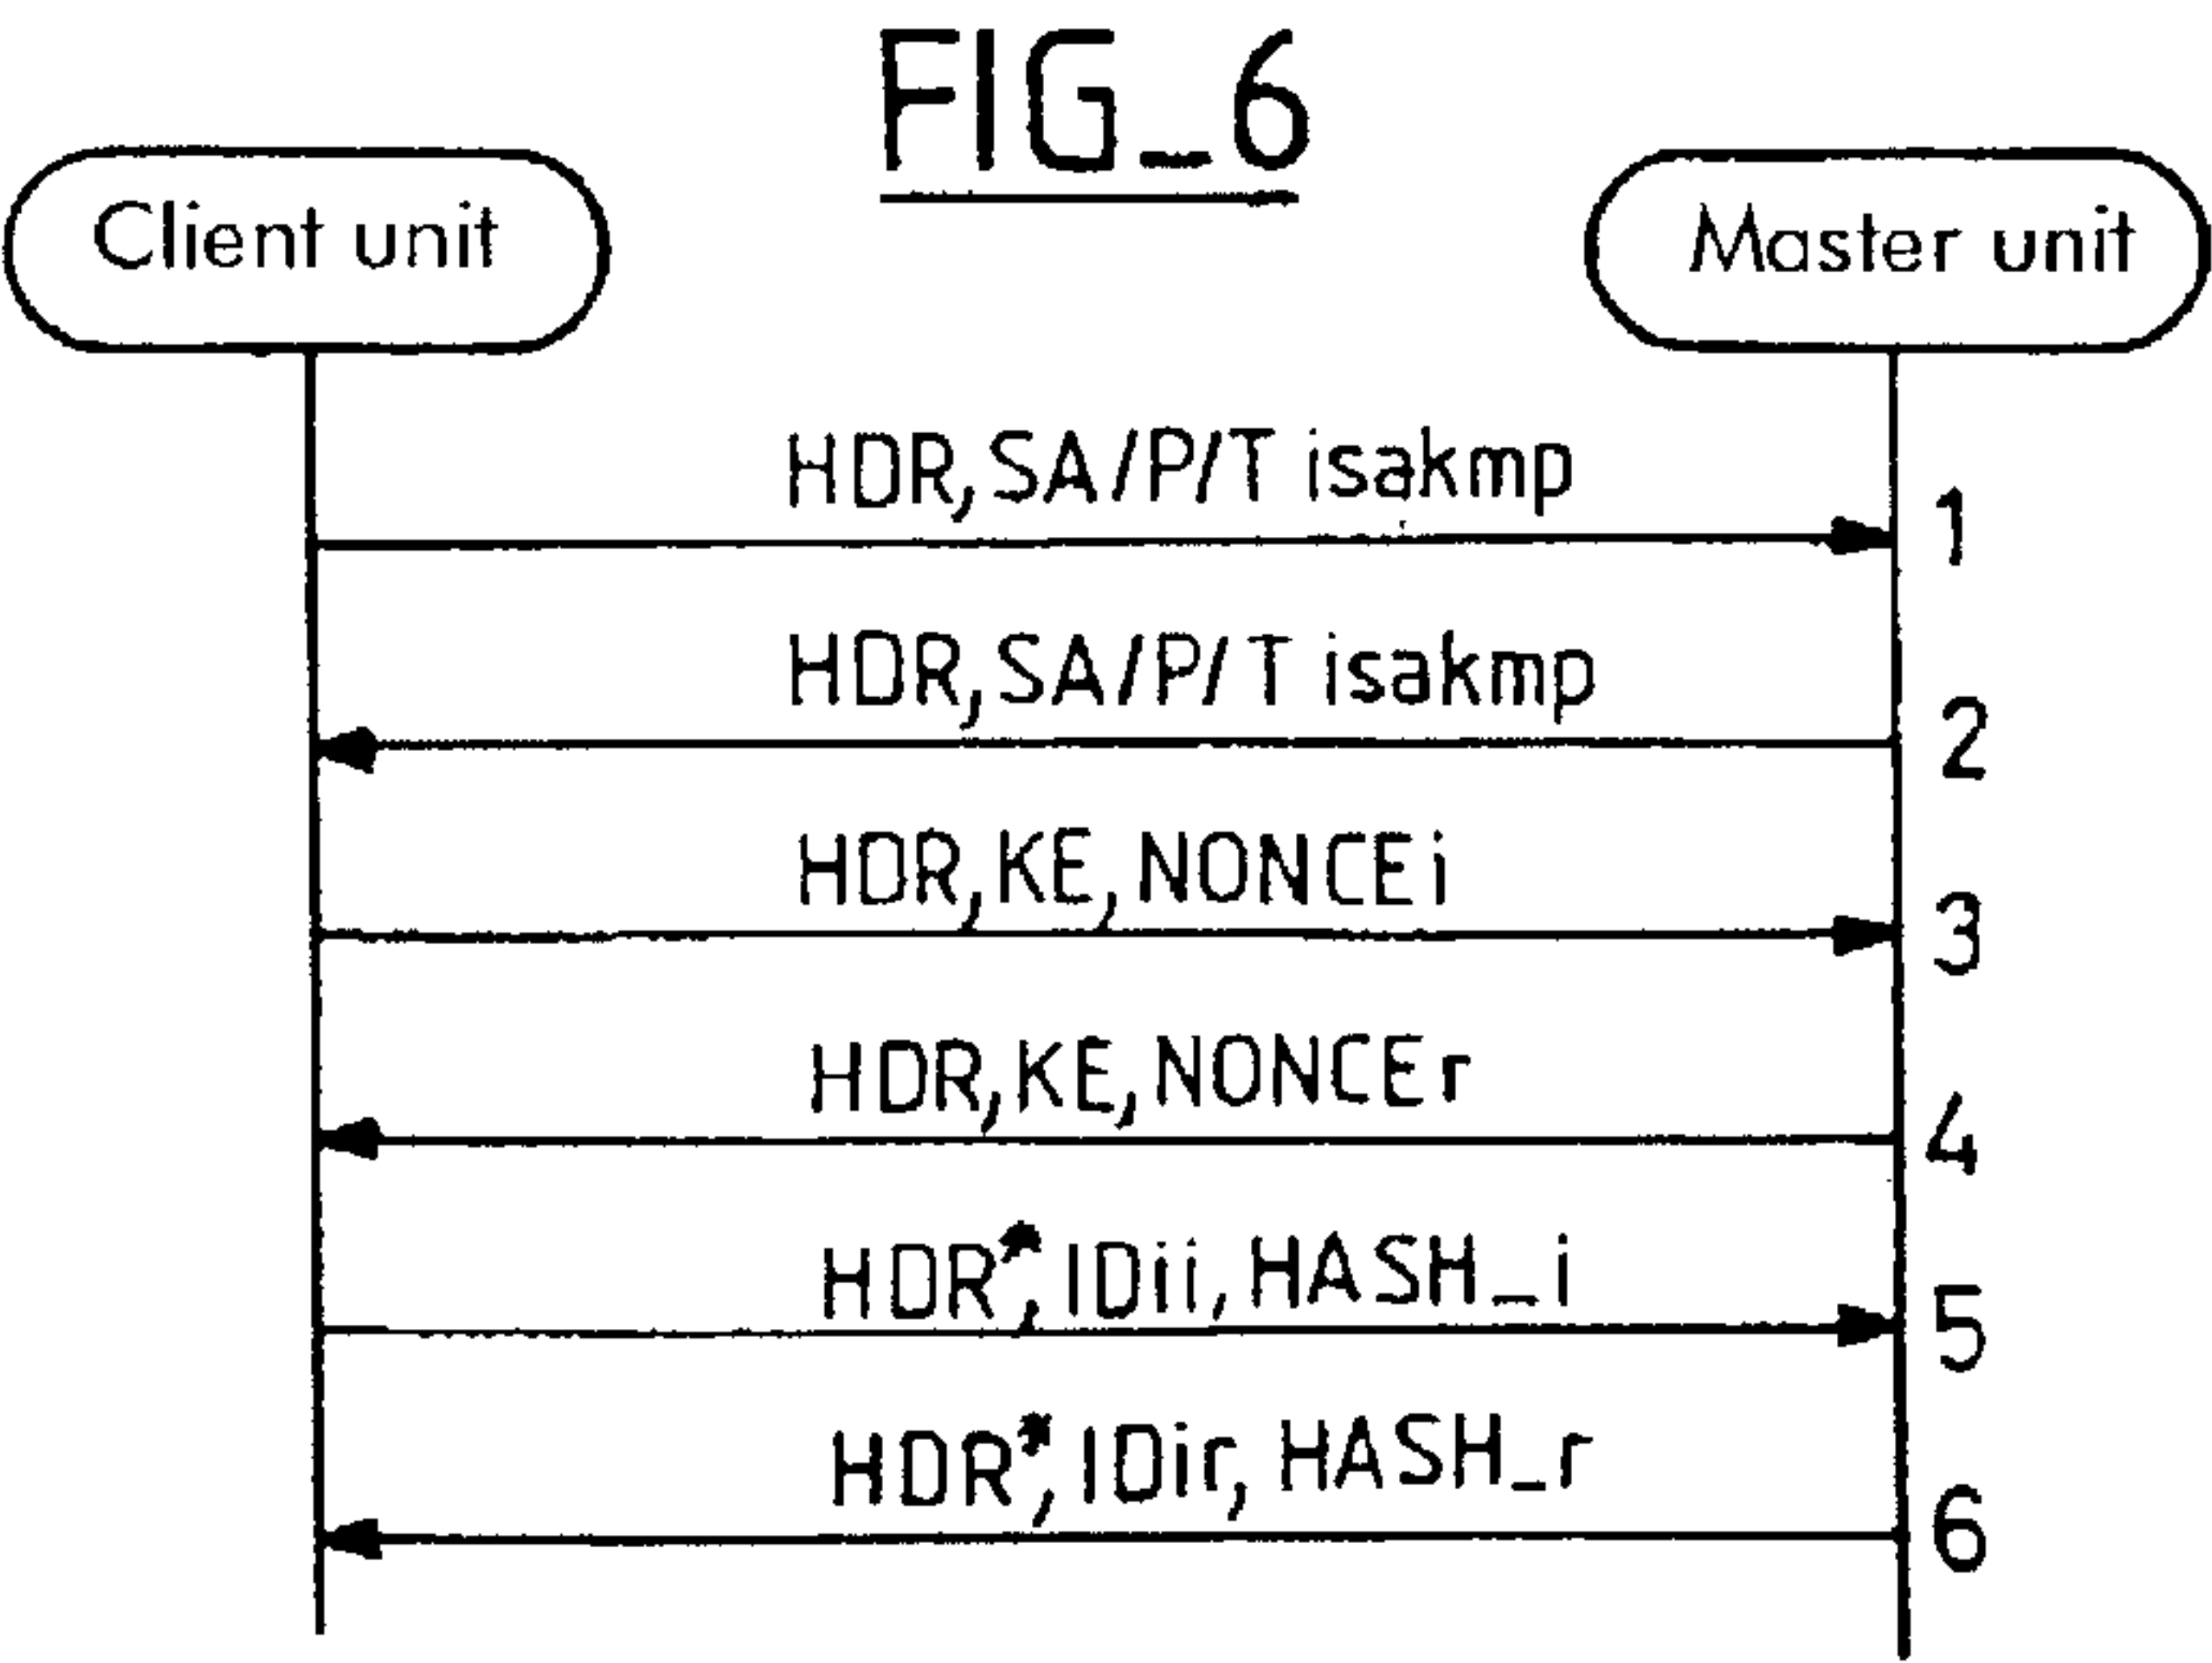 FIG_6
Client unit
Master unit
HDR,SA/P/T isakmp
1
HDR,SA/P/T isakmp
2
HDR,KE,NONCEi
3
HDR,KE,NONCEr
4
HDR*,IDii,HASH_i
5
HDR*,IDir,HASH_r
6